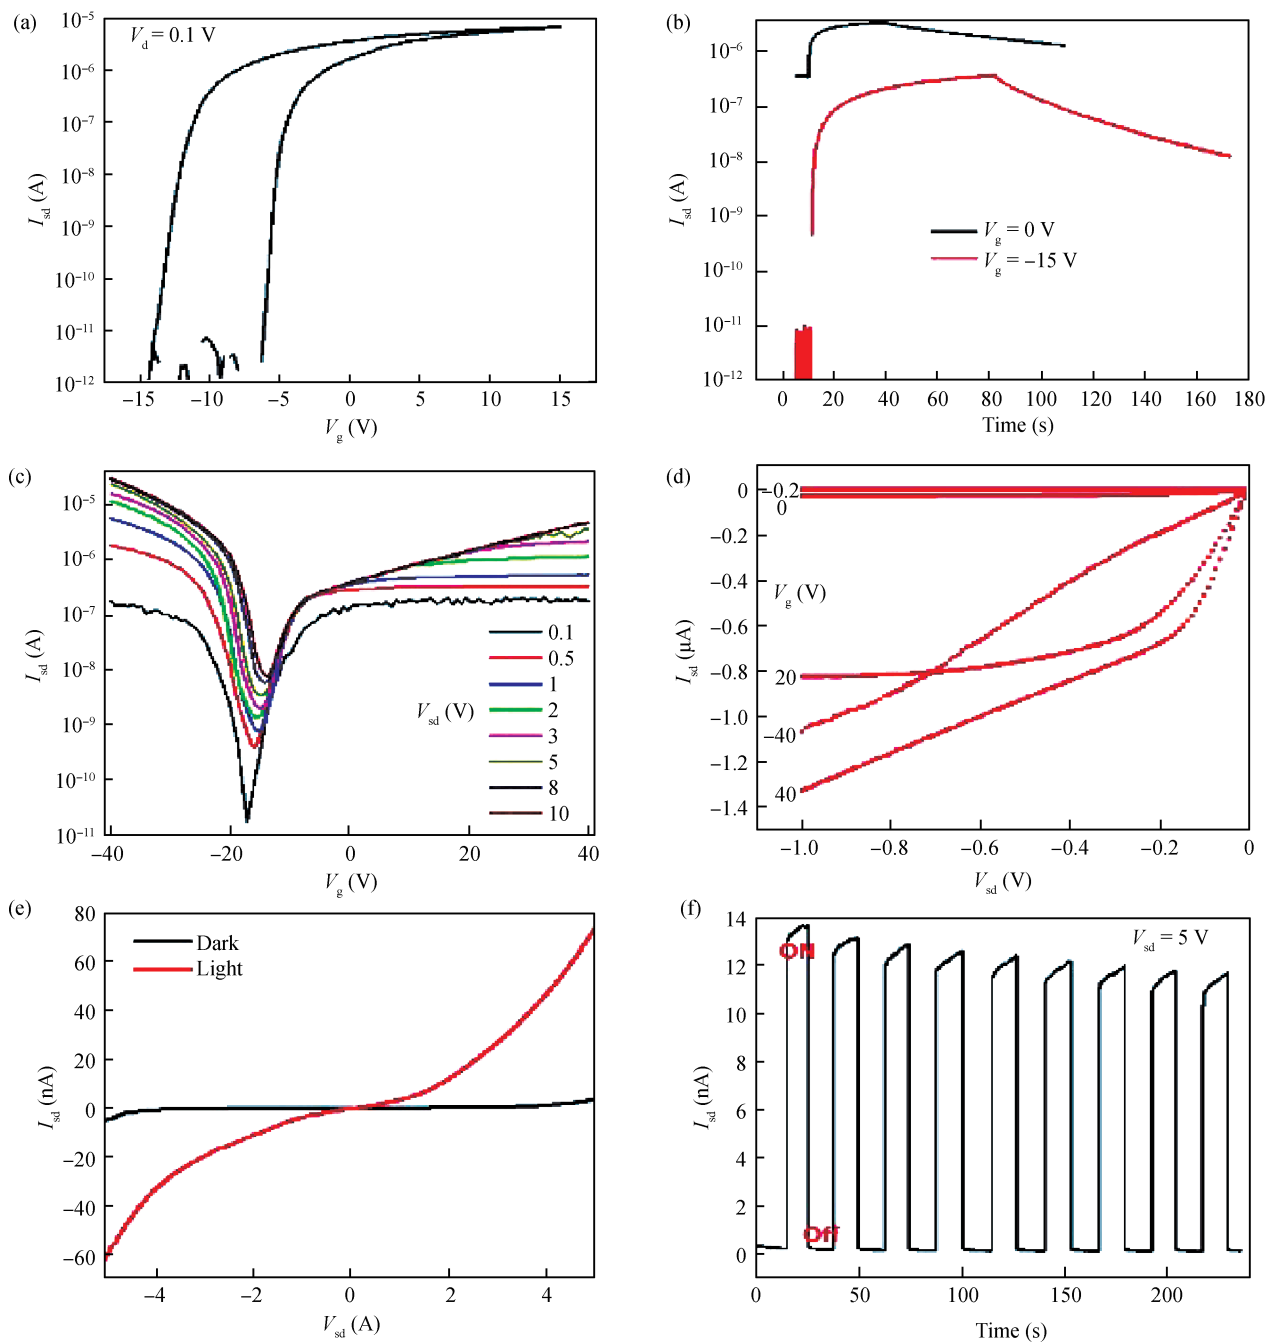 (a)
V_d = 0.1 V
10^−5
10^−6
10^−7
10^−8
10^−9
10^−10
10^−11
10^−12
I_sd (A)
−15 −10 −5 0 5 10 15
V_g (V)
(b)
10^−6
10^−7
10^−8
10^−9
10^−10
10^−11
10^−12
I_sd (A)
V_g = 0 V
V_g = −15 V
0 20 40 60 80 100 120 140 160 180
Time (s)
(c)
10^−5
10^−6
10^−7
10^−8
10^−9
10^−10
10^−11
I_sd (A)
V_sd (V)
0.1
0.5
1
2
3
5
8
10
−40 −20 0 20 40
V_g (V)
(d)
0
−0.2
−0.4
−0.6
−0.8
−1.0
−1.2
−1.4
I_sd (μA)
−0.2
0
V_g (V)
20
−40
40
−1.0 −0.8 −0.6 −0.4 −0.2 0
V_sd (V)
(e)
80
60
40
20
0
−20
−40
−60
I_sd (nA)
Dark
Light
−4 −2 0 2 4
V_sd (A)
(f)
14
12
10
8
6
4
2
0
I_sd (nA)
V_sd = 5 V
ON
Off
0 50 100 150 200
Time (s)